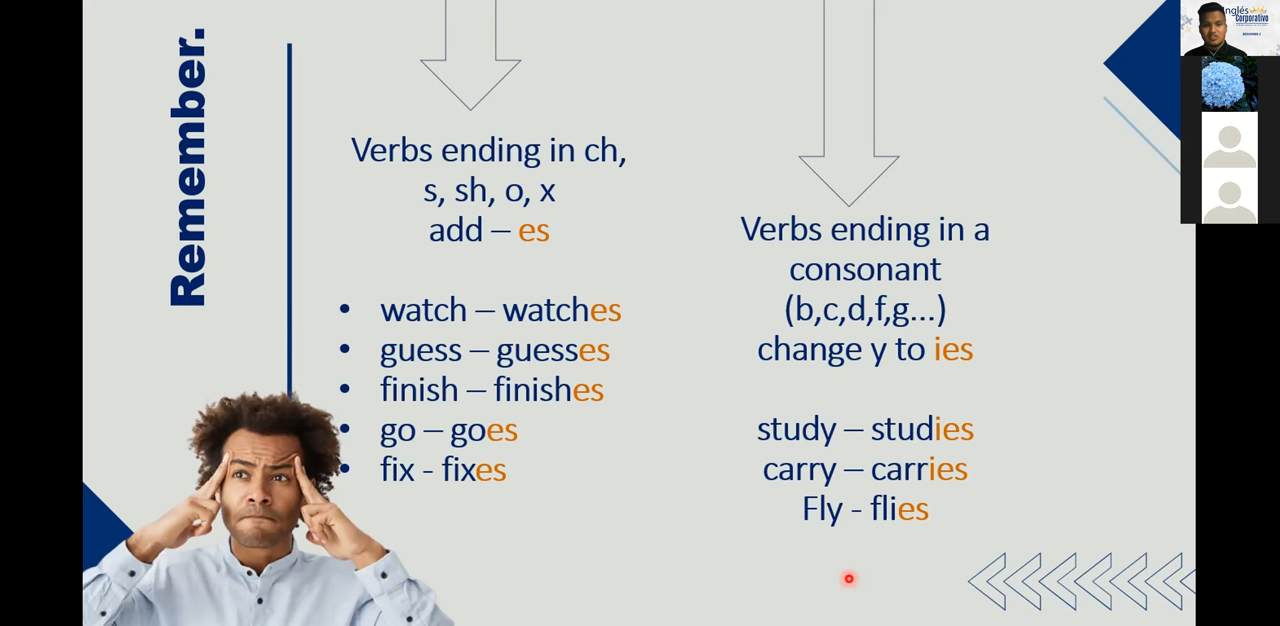 Remember.
Verbs ending in ch,
s, sh, o, x
add – es
• watch – watches
• guess – guesses
• finish – finishes
• go – goes
• fix - fixes
Verbs ending in a
consonant
(b,c,d,f,g...)
change y to ies
study – studies
carry – carries
Fly - flies
Inglés
Corporativo